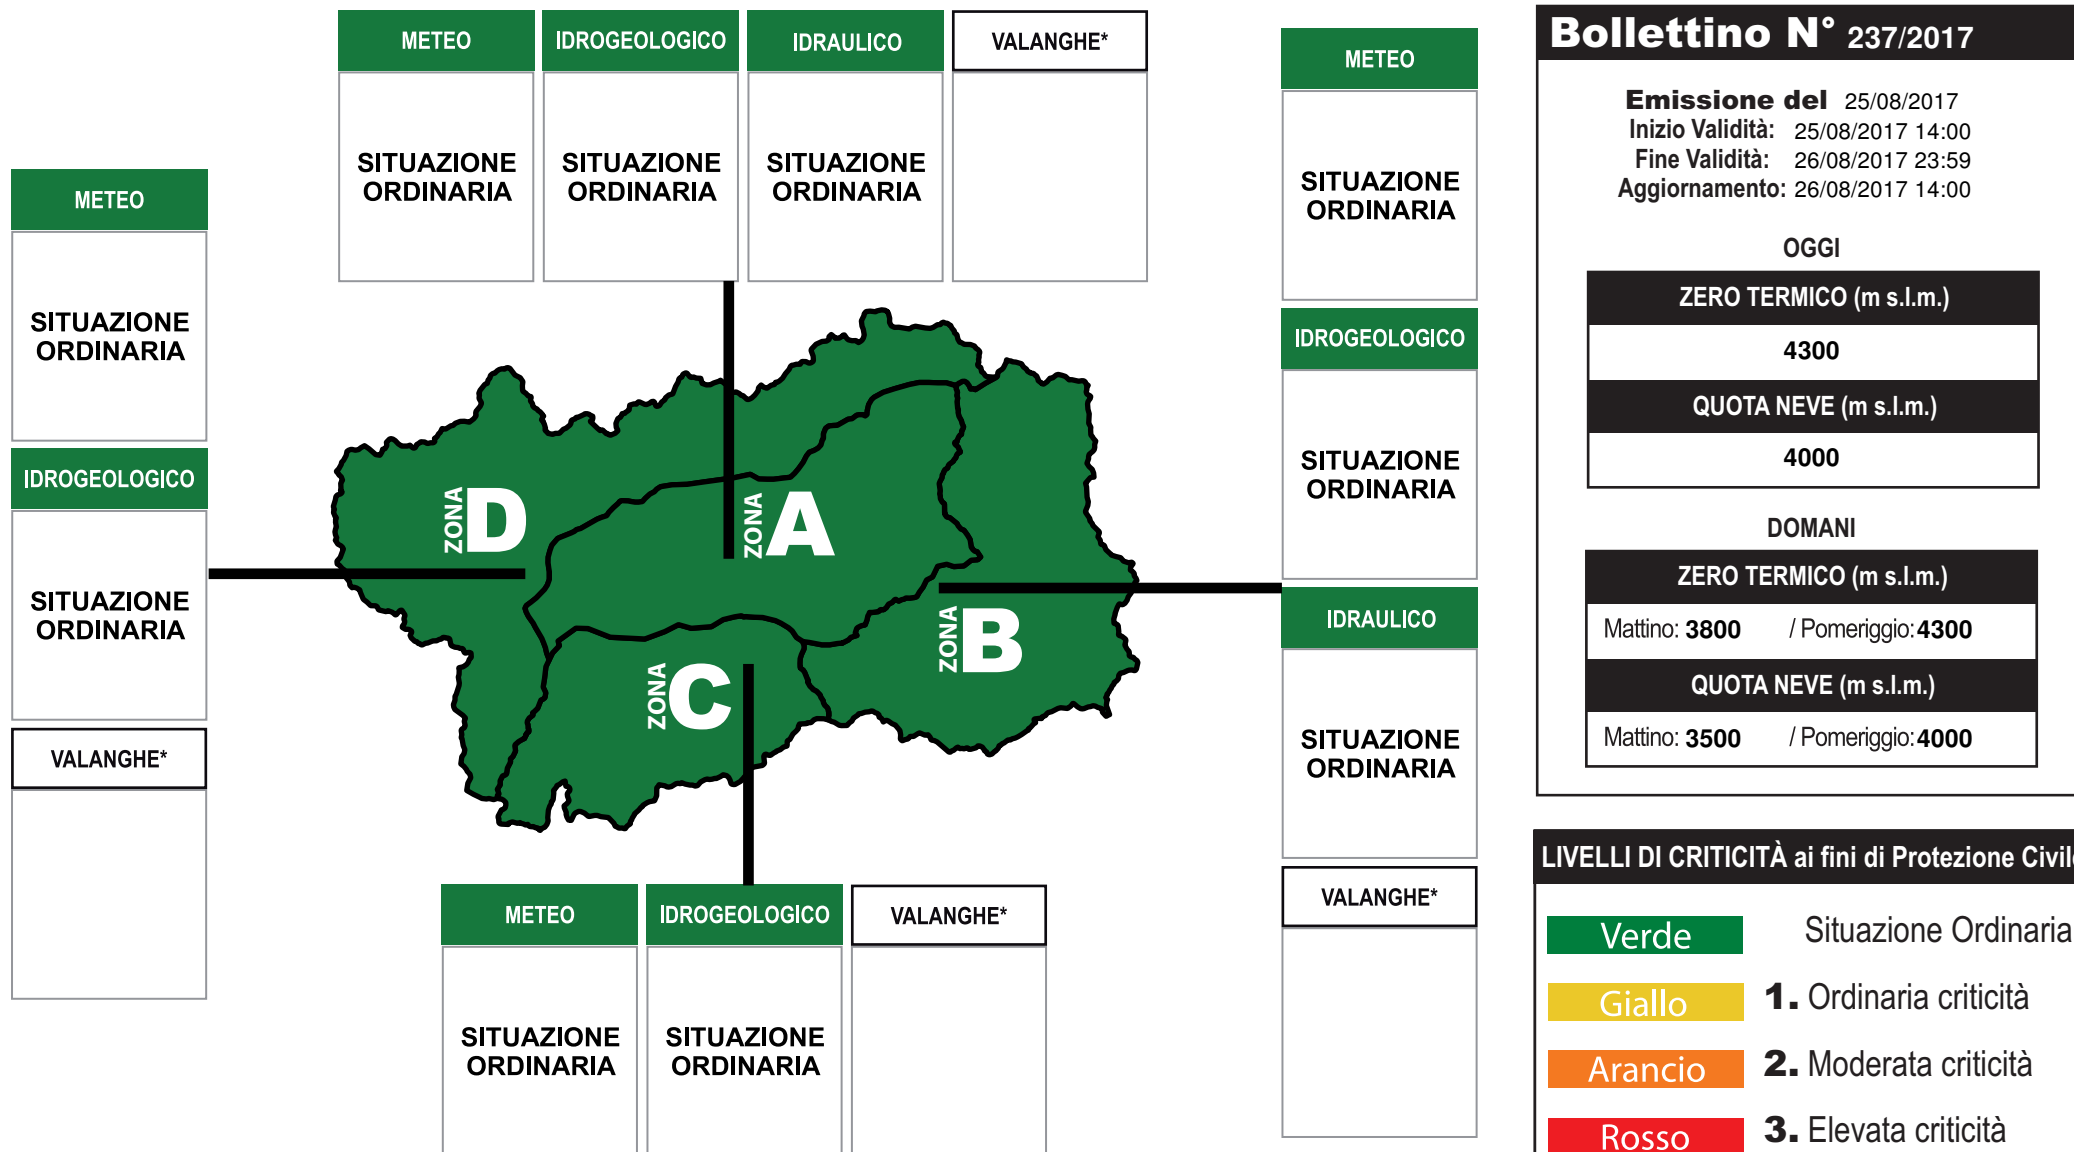 METEO IDROGEOLOGICO IDRAULICO VALANGHE*
SITUAZIONE ORDINARIA
SITUAZIONE ORDINARIA
SITUAZIONE ORDINARIA
METEO
SITUAZIONE
ORDINARIA
IDROGEOLOGICO
SITUAZIONE
ORDINARIA
VALANGHE*
ZONA D
ZONA A
ZONA B
ZONA C
METEO
SITUAZIONE
ORDINARIA
IDROGEOLOGICO
SITUAZIONE
ORDINARIA
IDRAULICO
SITUAZIONE
ORDINARIA
VALANGHE*
METEO IDROGEOLOGICO VALANGHE*
SITUAZIONE ORDINARIA
SITUAZIONE ORDINARIA
Bollettino N° 237/2017
Emissione del 25/08/2017
Inizio Validità: 25/08/2017 14:00
Fine Validità: 26/08/2017 23:59
Aggiornamento: 26/08/2017 14:00
OGGI
ZERO TERMICO (m s.l.m.)
4300
QUOTA NEVE (m s.l.m.)
4000
DOMANI
ZERO TERMICO (m s.l.m.)
Mattino: 3800 / Pomeriggio: 4300
QUOTA NEVE (m s.l.m.)
Mattino: 3500 / Pomeriggio: 4000
LIVELLI DI CRITICITÀ ai fini di Protezione Civile
Verde Situazione Ordinaria
Giallo 1. Ordinaria criticità
Arancio 2. Moderata criticità
Rosso 3. Elevata criticità